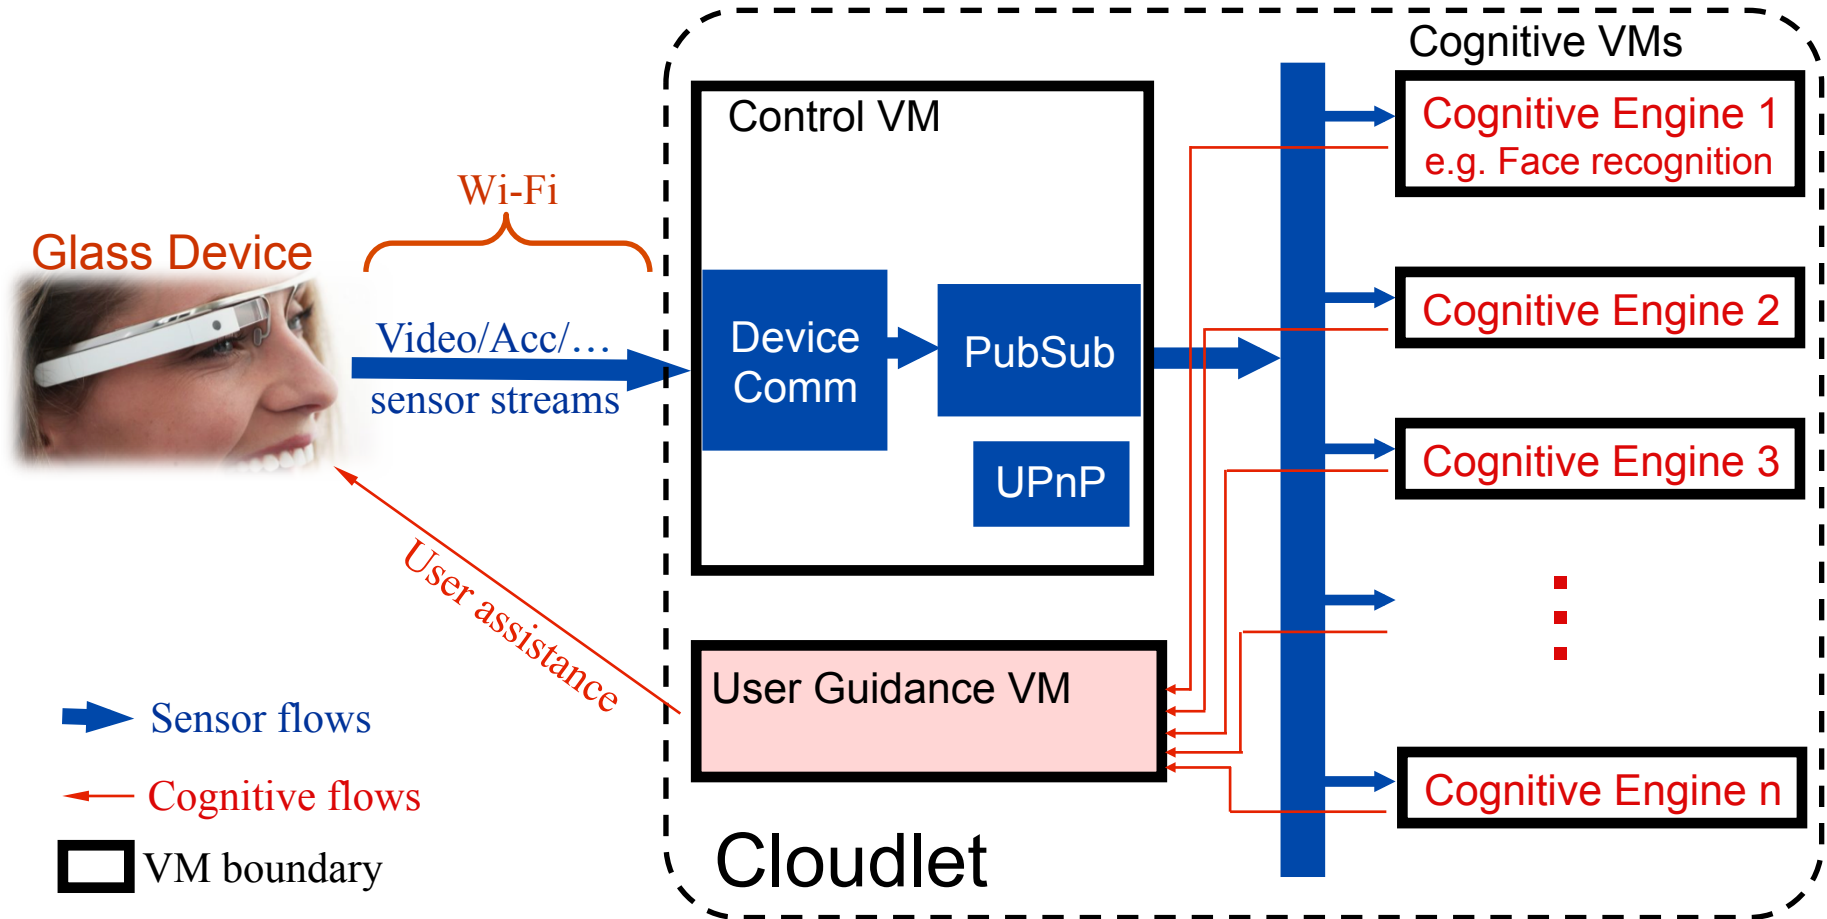 Cognitive VMs
Control VM
Cognitive Engine 1
e.g. Face recognition
Wi-Fi
Glass Device
Video/Acc/…
sensor streams
Device
Comm
PubSub
UPnP
Cognitive Engine 2
Cognitive Engine 3
User assistance
User Guidance VM
Sensor flows
Cognitive flows
VM boundary
Cloudlet
Cognitive Engine n